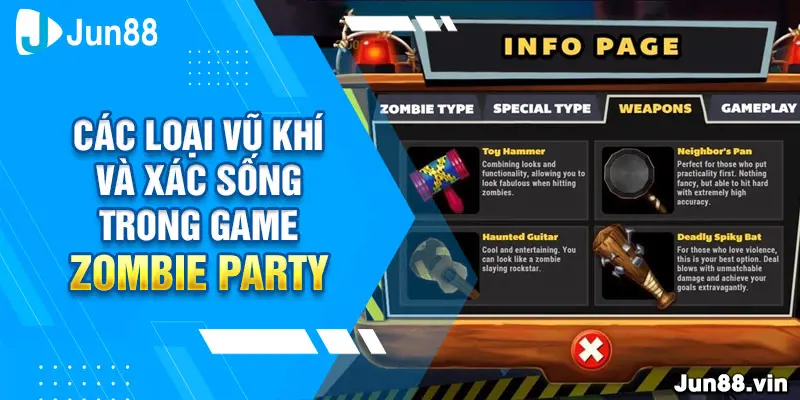 Jun88
CÁC LOẠI VŨ KHÍ
VÀ XÁC SỐNG
TRONG GAME
ZOMBIE PARTY
INFO PAGE
ZOMBIE TYPE
SPECIAL TYPE
WEAPONS
GAMEPLAY
Toy Hammer
Combining looks and
functionality, allowing you to
look fabulous when hitting
zombies.
Neighbor's Pan
Perfect for those who put
practicality first. Nothing
fancy, but able to hit hard
with extremely high
accuracy.
Haunted Guitar
Cool and entertaining. You
can look like a zombie
slaying rockstar.
Deadly Spiky Bat
For those who love violence,
this is your best option. Deal
blows with unmatchable
damage and achieve your
goals extravagantly.
Jun88.vin